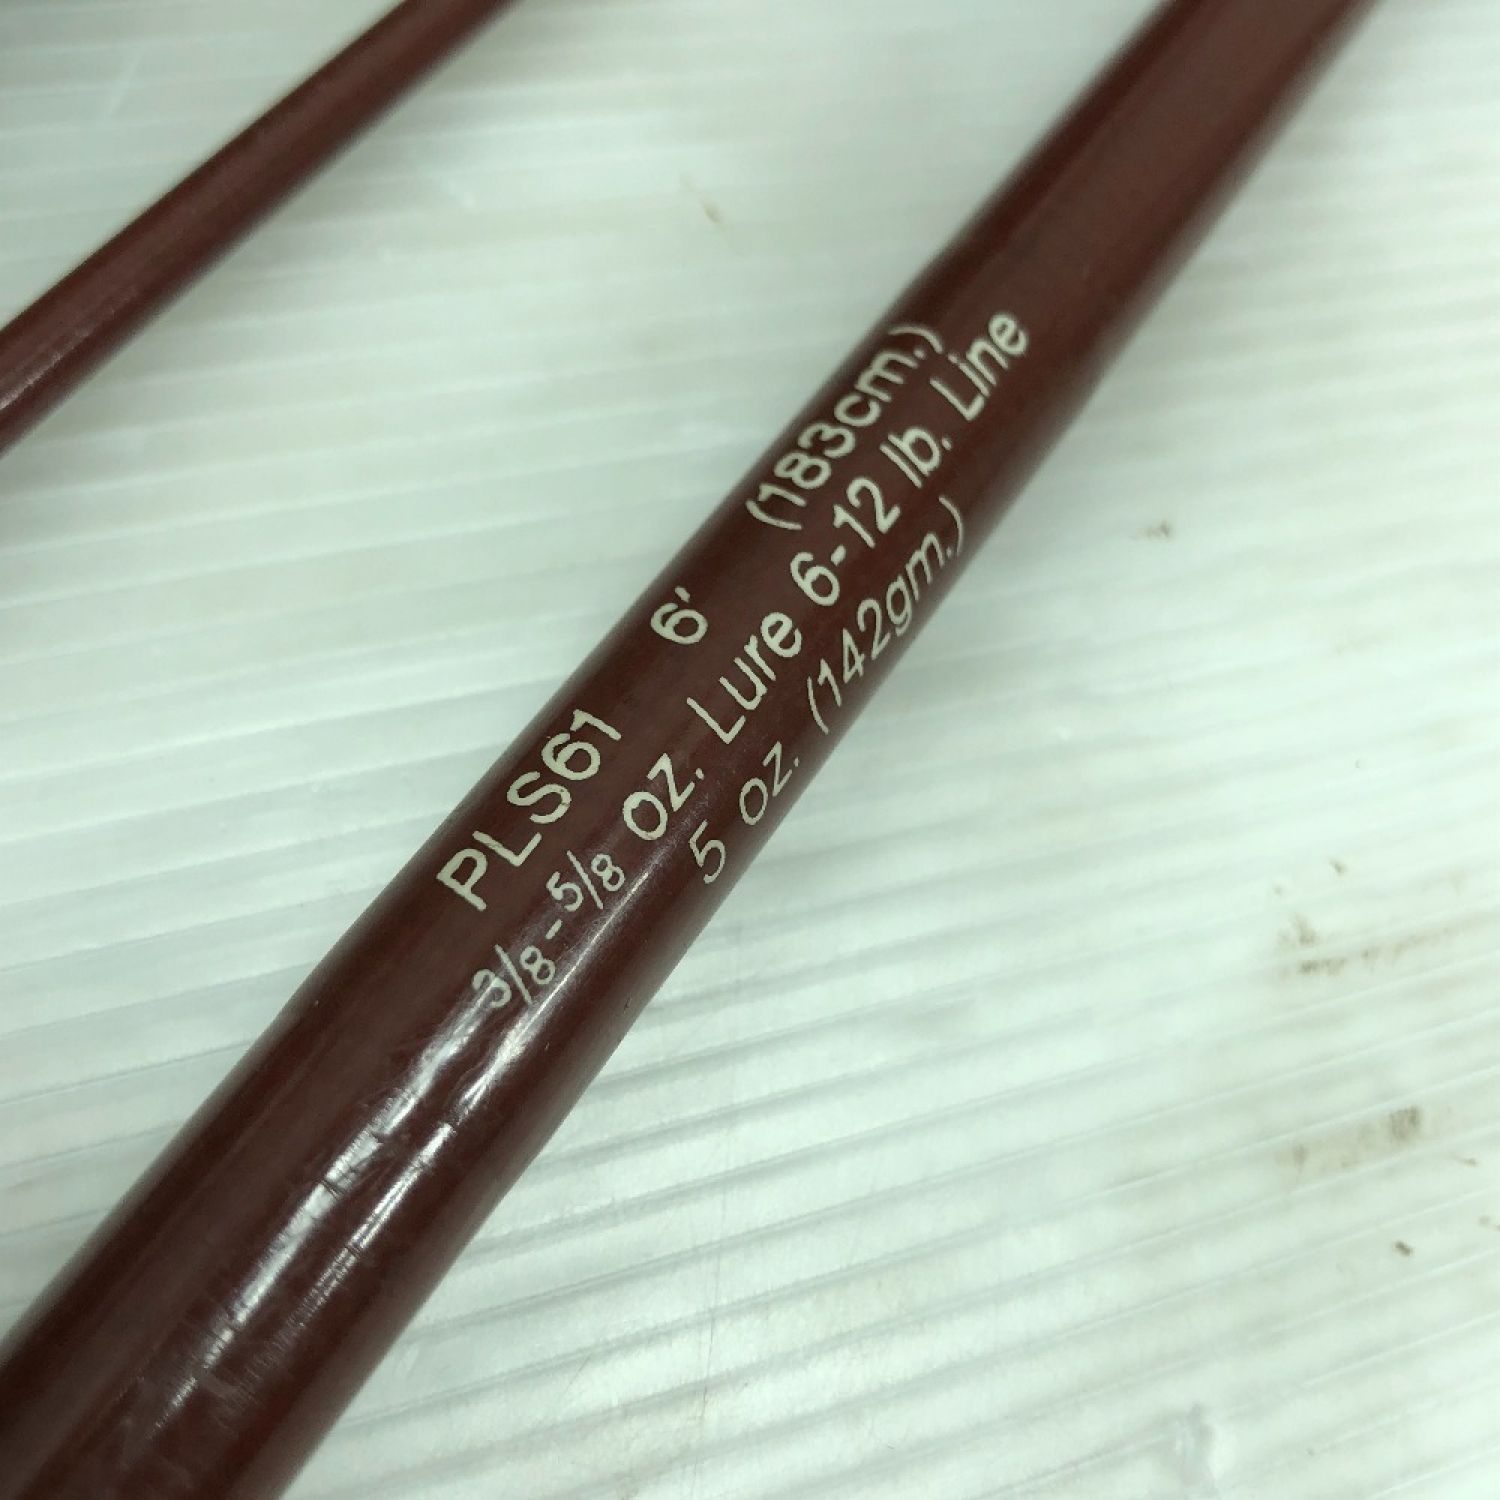 PLS61 6' (183cm.)
3/8-5/8 oz. Lure 6-12 lb. Line
5 oz. (142gm.)